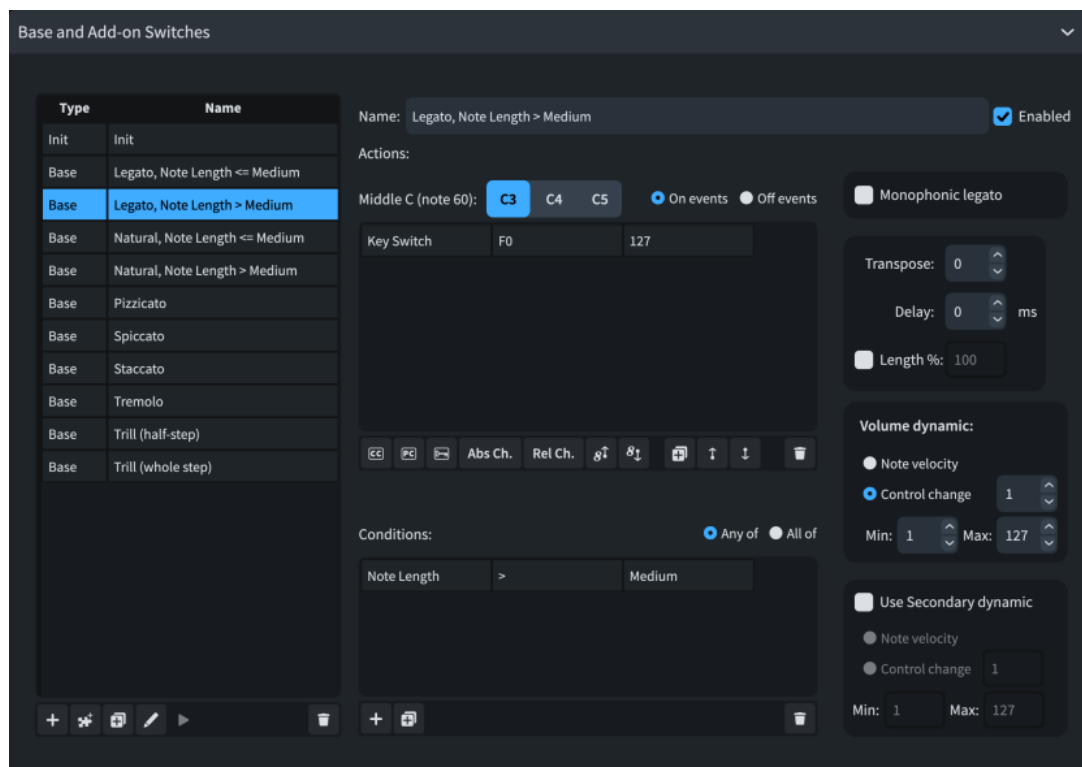 Base and Add-on Switches
Type Name
Init Init
Base Legato, Note Length <= Medium
Base Legato, Note Length > Medium
Base Natural, Note Length <= Medium
Base Natural, Note Length > Medium
Base Pizzicato
Base Spiccato
Base Staccato
Base Tremolo
Base Trill (half-step)
Base Trill (whole step)
Name: Legato, Note Length > Medium Enabled
Actions:
Middle C (note 60): C3 C4 C5 On events Off events
Key Switch F0 127
CC PC Abs Ch. Rel Ch. 8 8
Conditions: Any of All of
Note Length > Medium
Monophonic legato
Transpose: 0
Delay: 0 ms
Length %: 100
Volume dynamic:
Note velocity
Control change 1
Min: 1 Max: 127
Use Secondary dynamic
Note velocity
Control change 1
Min: 1 Max: 127